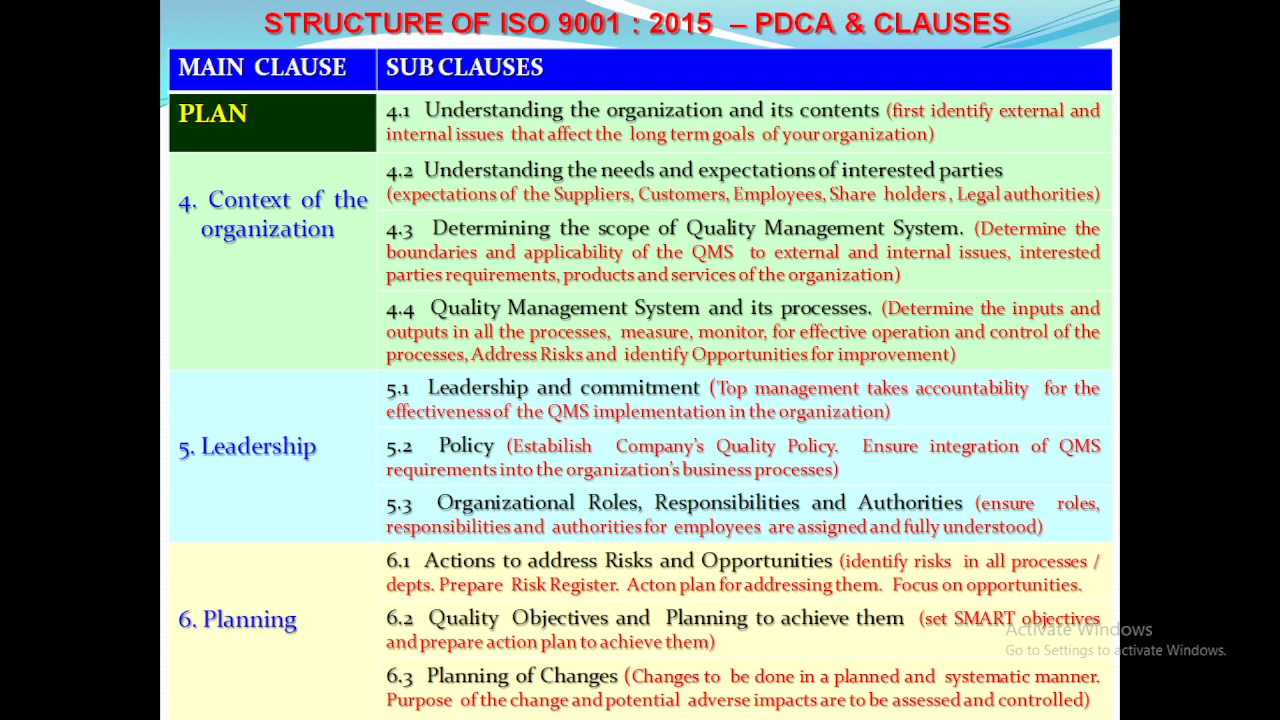 STRUCTURE OF ISO 9001 : 2015 – PDCA & CLAUSES
MAIN CLAUSE
SUB CLAUSES
PLAN
4.1 Understanding the organization and its contents (first identify external and
internal issues that affect the long term goals of your organization)
4. Context of the
organization
4.2 Understanding the needs and expectations of interested parties
(expectations of the Suppliers, Customers, Employees, Share holders , Legal authorities)
4.3 Determining the scope of Quality Management System. (Determine the
boundaries and applicability of the QMS to external and internal issues, interested
parties requirements, products and services of the organization)
4.4 Quality Management System and its processes. (Determine the inputs and
outputs in all the processes, measure, monitor, for effective operation and control of the
processes, Address Risks and identify Opportunities for improvement)
5. Leadership
5.1 Leadership and commitment (Top management takes accountability for the
effectiveness of the QMS implementation in the organization)
5.2 Policy (Estabilish Company's Quality Policy. Ensure integration of QMS
requirements into the organization's business processes)
5.3 Organizational Roles, Responsibilities and Authorities (ensure roles,
responsibilities and authorities for employees are assigned and fully understood)
6. Planning
6.1 Actions to address Risks and Opportunities (identify risks in all processes /
depts. Prepare Risk Register. Acton plan for addressing them. Focus on opportunities.
6.2 Quality Objectives and Planning to achieve them (set SMART objectives
and prepare action plan to achieve them)
6.3 Planning of Changes (Changes to be done in a planned and systematic manner.
Purpose of the change and potential adverse impacts are to be assessed and controlled)
Activate Windows
Go to Settings to activate Windows.